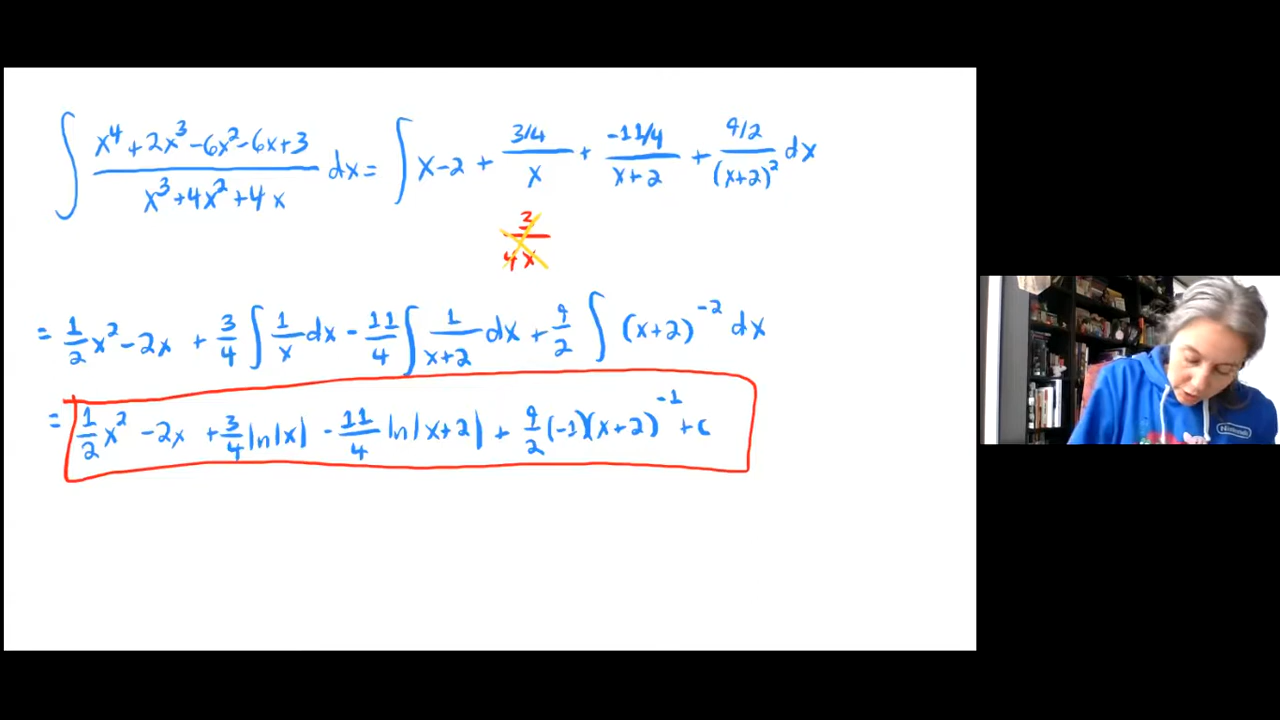 ∫ (x⁴+2x³-6x²-6x+3)/(x³+4x²+4x) dx = ∫ x-2 + (3/4)/x + (-11/4)/(x+2) + (9/2)/(x+2)² dx
3/(4x)
= 1/2 x² - 2x + 3/4 ∫ 1/x dx - 11/4 ∫ 1/(x+2) dx + 9/2 ∫ (x+2)⁻² dx
= 1/2 x² - 2x + 3/4 ln|x| - 11/4 ln|x+2| + 9/2 (-1)(x+2)⁻¹ + c
Nintendo